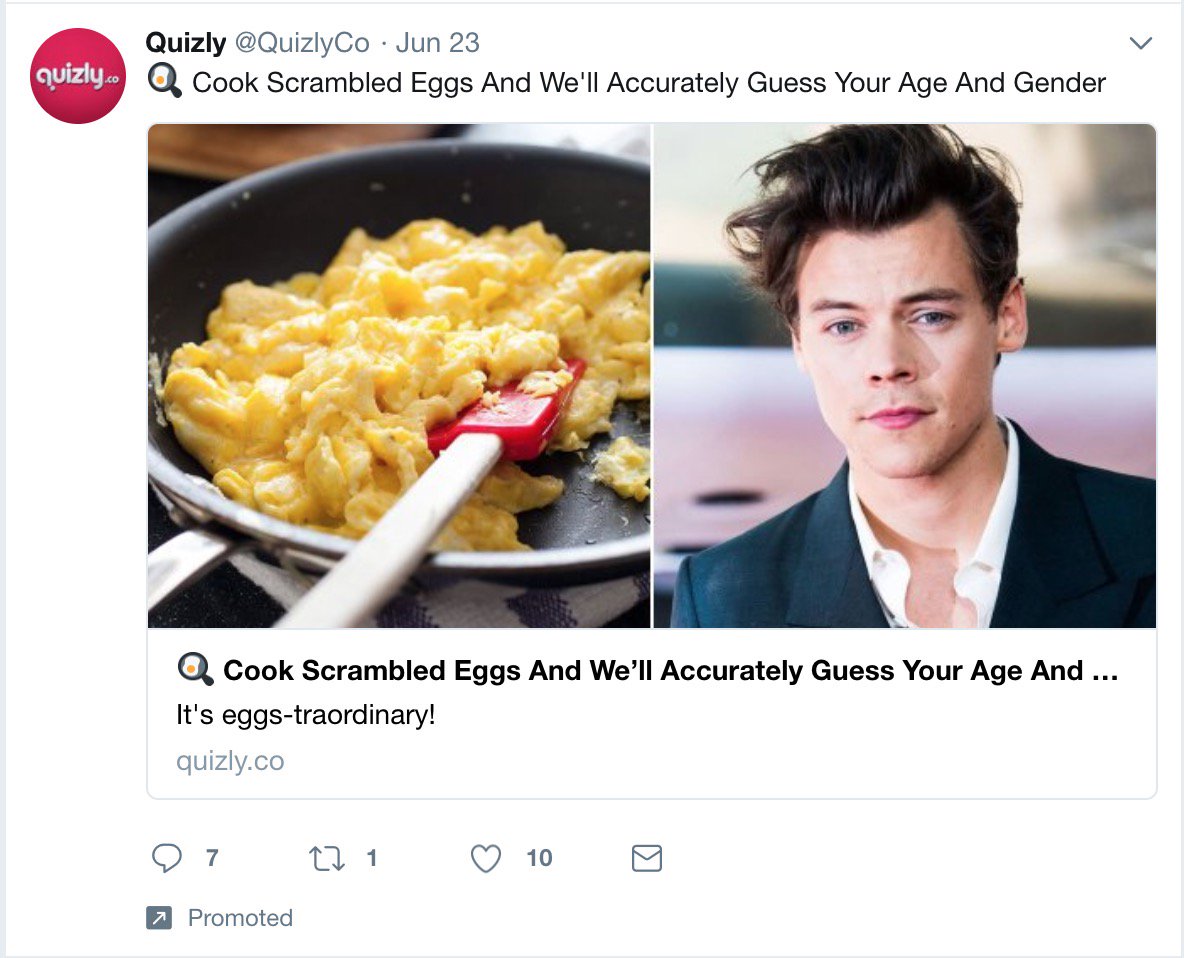 quizly.co
Quizly @QuizlyCo · Jun 23
🍳 Cook Scrambled Eggs And We'll Accurately Guess Your Age And Gender
🍳 Cook Scrambled Eggs And We’ll Accurately Guess Your Age And ...
It's eggs-traordinary!
quizly.co
7 1 10
Promoted